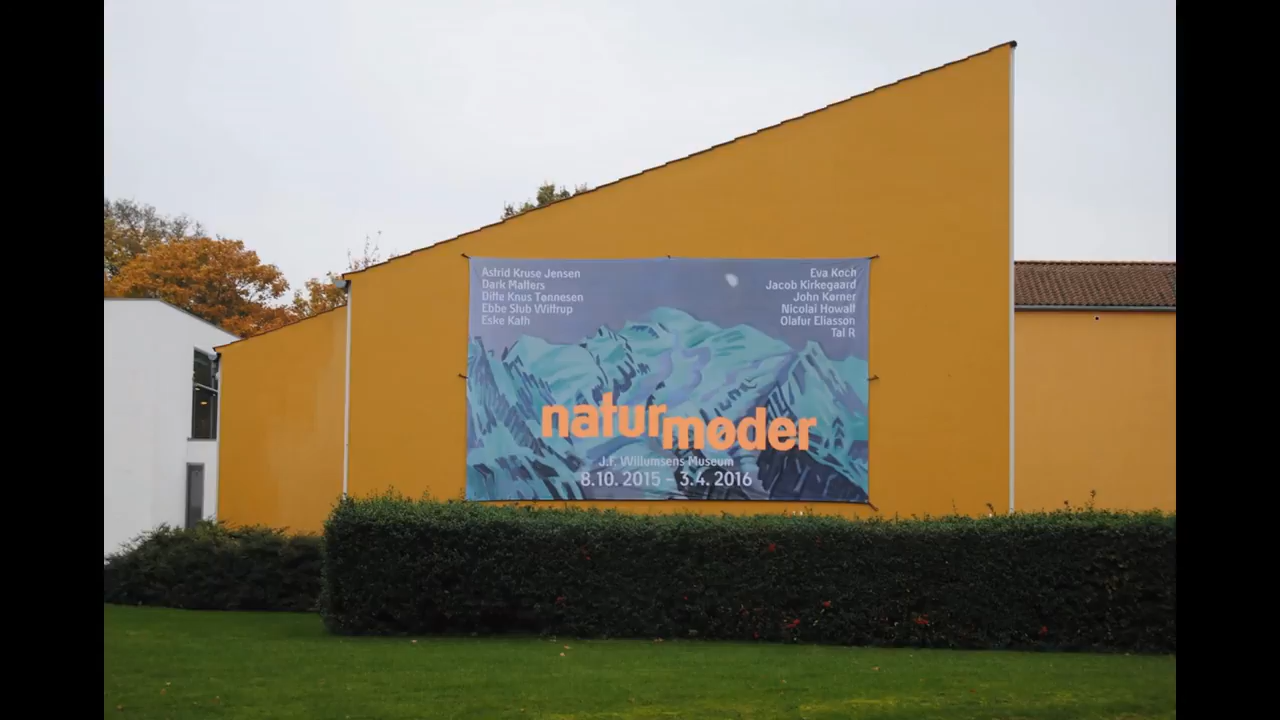 Astrid Kruse Jensen
Dark Matters
Ditte Knus Tønnesen
Ebbe Stub Wittrup
Eske Kath
Eva Koch
Jacob Kirkegaard
John Kørner
Nicolai Howalt
Olafur Eliasson
Tal R
naturmøder
J.F. Willumsens Museum
8.10. 2015 - 3.4. 2016